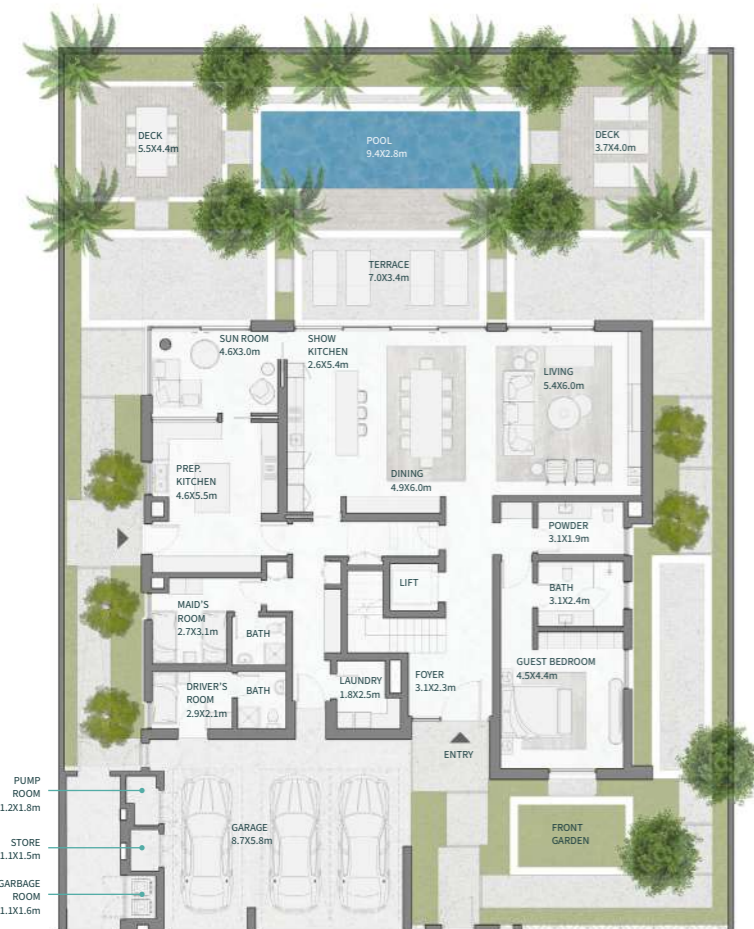 DECK
5.5X4.4m
POOL
9.4X2.8m
DECK
3.7X4.0m
TERRACE
7.0X3.4m
SUN ROOM
4.6X3.0m
SHOW
KITCHEN
2.6X5.4m
LIVING
5.4X6.0m
PREP.
KITCHEN
4.6X5.5m
DINING
4.9X6.0m
POWDER
3.1X1.9m
LIFT
BATH
3.1X2.4m
MAID'S
ROOM
2.7X3.1m
BATH
GUEST BEDROOM
4.5X4.4m
DRIVER'S
ROOM
2.9X2.1m
BATH
LAUNDRY
1.8X2.5m
FOYER
3.1X2.3m
ENTRY
PUMP
ROOM
1.2X1.8m
STORE
1.1X1.5m
GARBAGE
ROOM
1.1X1.6m
GARAGE
8.7X5.8m
FRONT
GARDEN